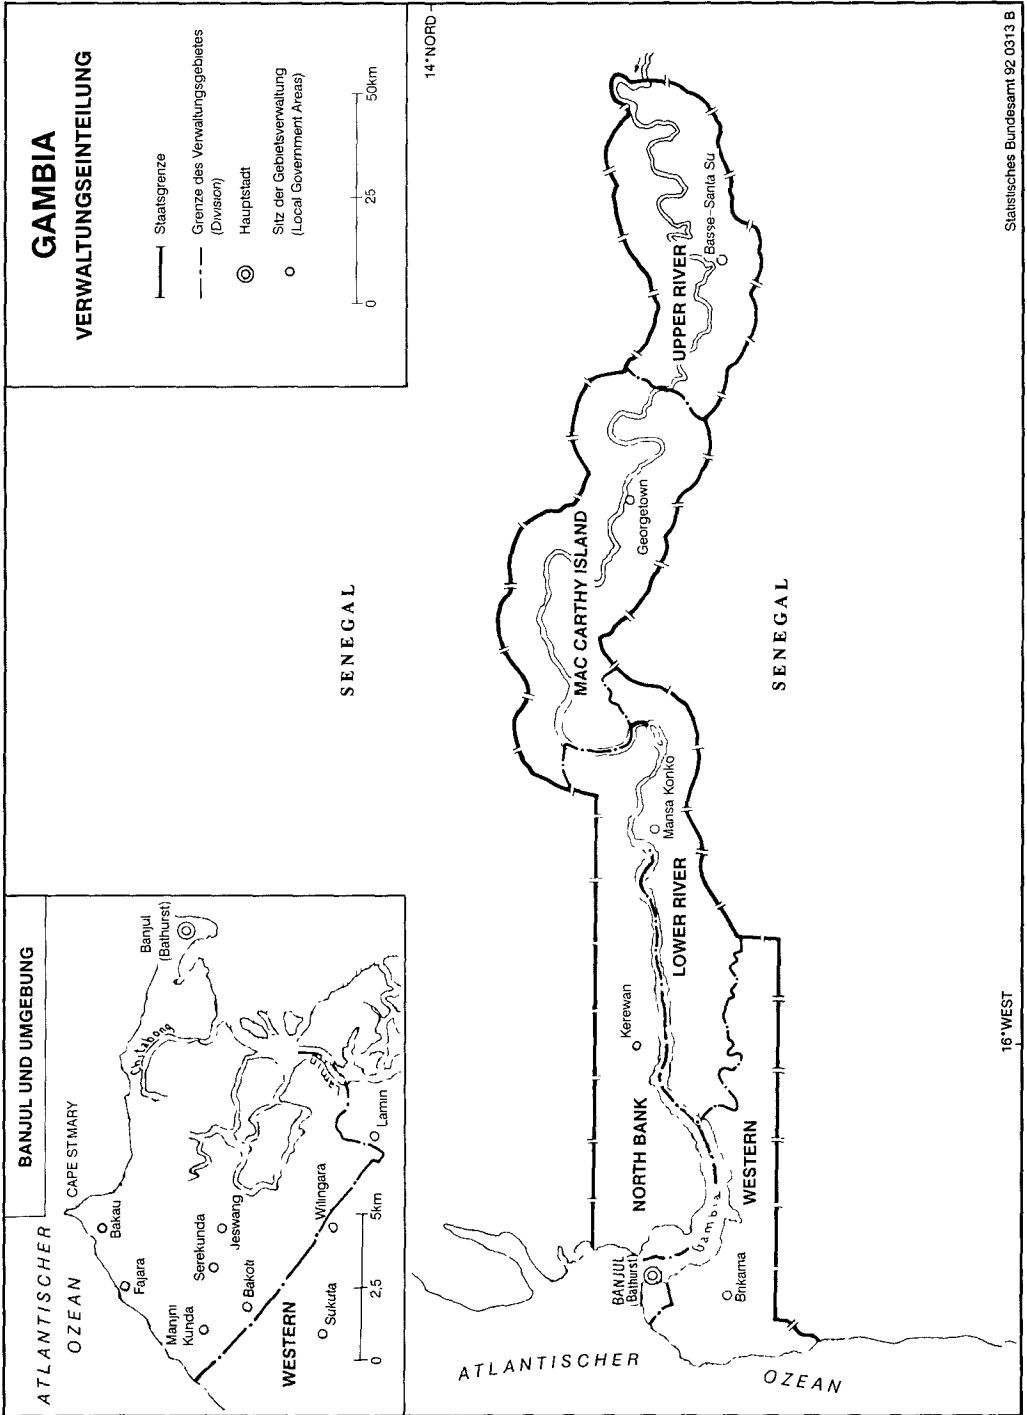 GAMBIA
VERWALTUNGSEINTEILUNG
Staatsgrenze
Grenze des Verwaltungsgebietes
(Division)
Hauptstadt
Sitz der Gebietsverwaltung
(Local Government Areas)
0 25 50km
BANJUL UND UMGEBUNG
ATLANTISCHER
OZEAN
CAPE ST MARY
Banjul
(Bathurst)
Bakau
Fajara
Serekunda
Jeswang
Manjni
Kunda
Bakoti
Wilingara
Sukuta
Lamin
WESTERN
0 2,5 5km
14°NORD
SENEGAL
MAC CARTHY ISLAND
UPPER RIVER
Basse-Santa Su
Georgetown
Mansa Konko
LOWER RIVER
Kerewan
NORTH BANK
WESTERN
BANJUL
(Bathurst)
Gambia
Brikama
SENEGAL
ATLANTISCHER
OZEAN
16°WEST
Statistisches Bundesamt 92 0313 B